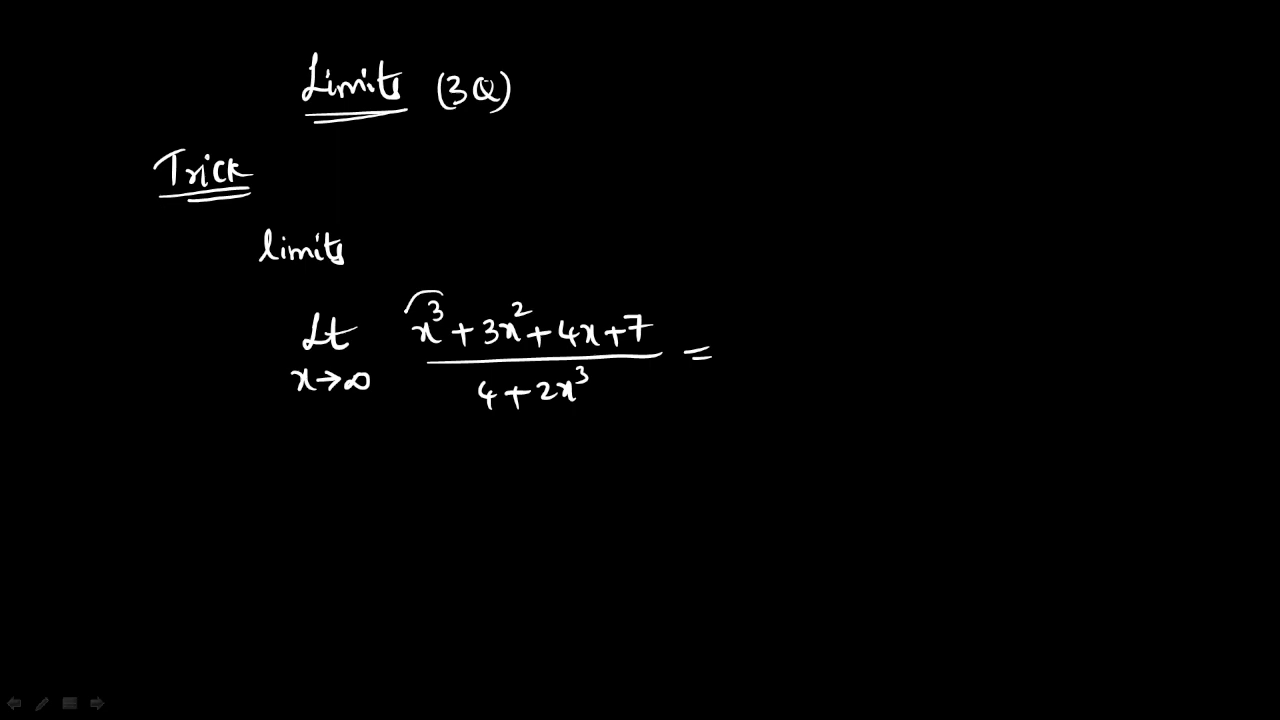 Limits (3Q)
Trick
limits
Lt x³ + 3x² + 4x + 7 =
x→∞ 4 + 2x³